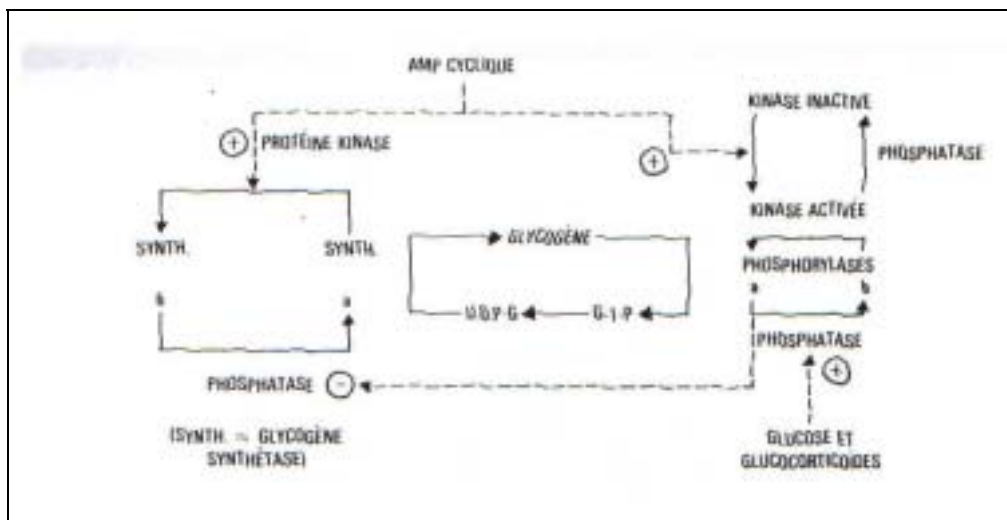 AMP CYCLIQUE
KINASE INACTIVE
+ PROTÉINE KINASE
+
PHOSPHATASE
KINASE ACTIVÉE
SYNTH. SYNTH.
GLYCOGÈNE
PHOSPHORYLASES
b a
a b
UDPG G-1-P
PHOSPHATASE
+
PHOSPHATASE -
(SYNTH. = GLYCOGÈNE
SYNTHÉTASE)
GLUCOSE ET
GLUCOCORTICOÏDES